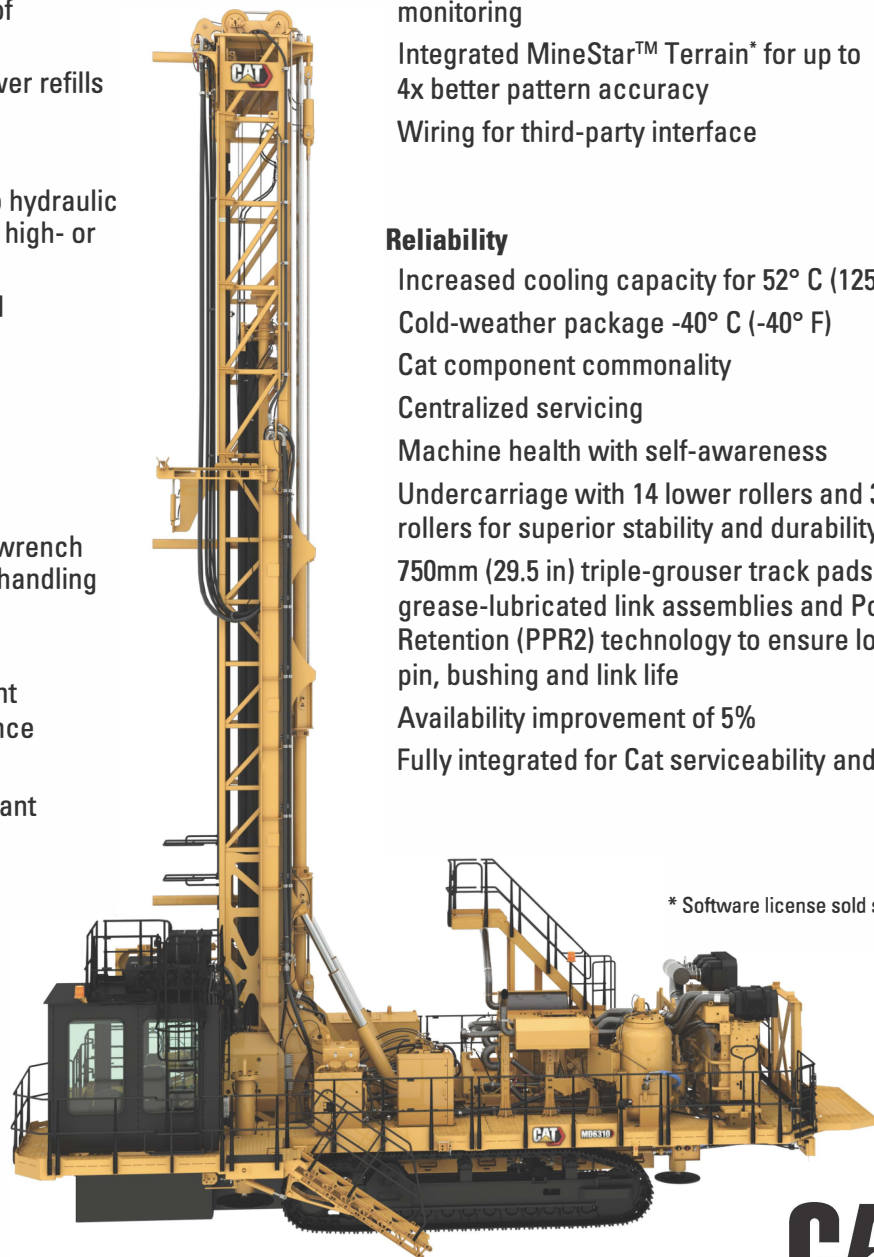 of
ver refills
hydraulic
high- or
wrench
handling
nt
nce
ant
monitoring
Integrated MineStar™ Terrain* for up to
4x better pattern accuracy
Wiring for third-party interface
Reliability
Increased cooling capacity for 52° C (125
Cold-weather package -40° C (-40° F)
Cat component commonality
Centralized servicing
Machine health with self-awareness
Undercarriage with 14 lower rollers and 3
rollers for superior stability and durability
750mm (29.5 in) triple-grouser track pads
grease-lubricated link assemblies and Po
Retention (PPR2) technology to ensure lo
pin, bushing and link life
Availability improvement of 5%
Fully integrated for Cat serviceability and
* Software license sold s
CAT
CAT
MD6310
CA